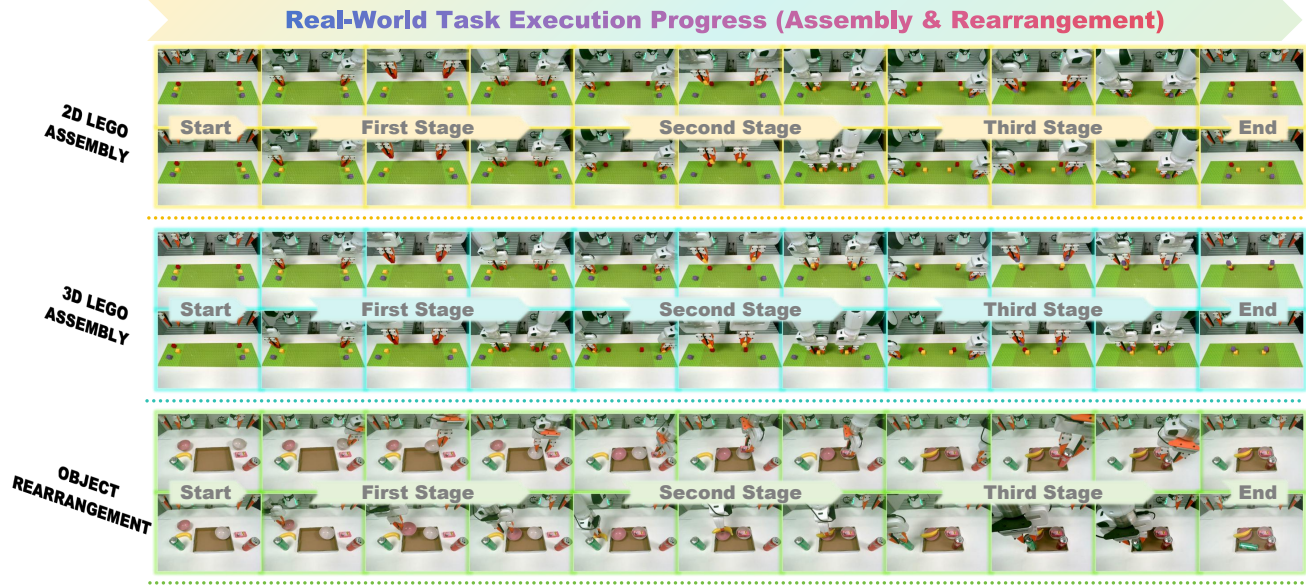 Real-World Task Execution Progress (Assembly & Rearrangement)
2D LEGO
ASSEMBLY
Start
First Stage
Second Stage
Third Stage
End
3D LEGO
ASSEMBLY
Start
First Stage
Second Stage
Third Stage
End
OBJECT
REARRANGEMENT
Start
First Stage
Second Stage
Third Stage
End